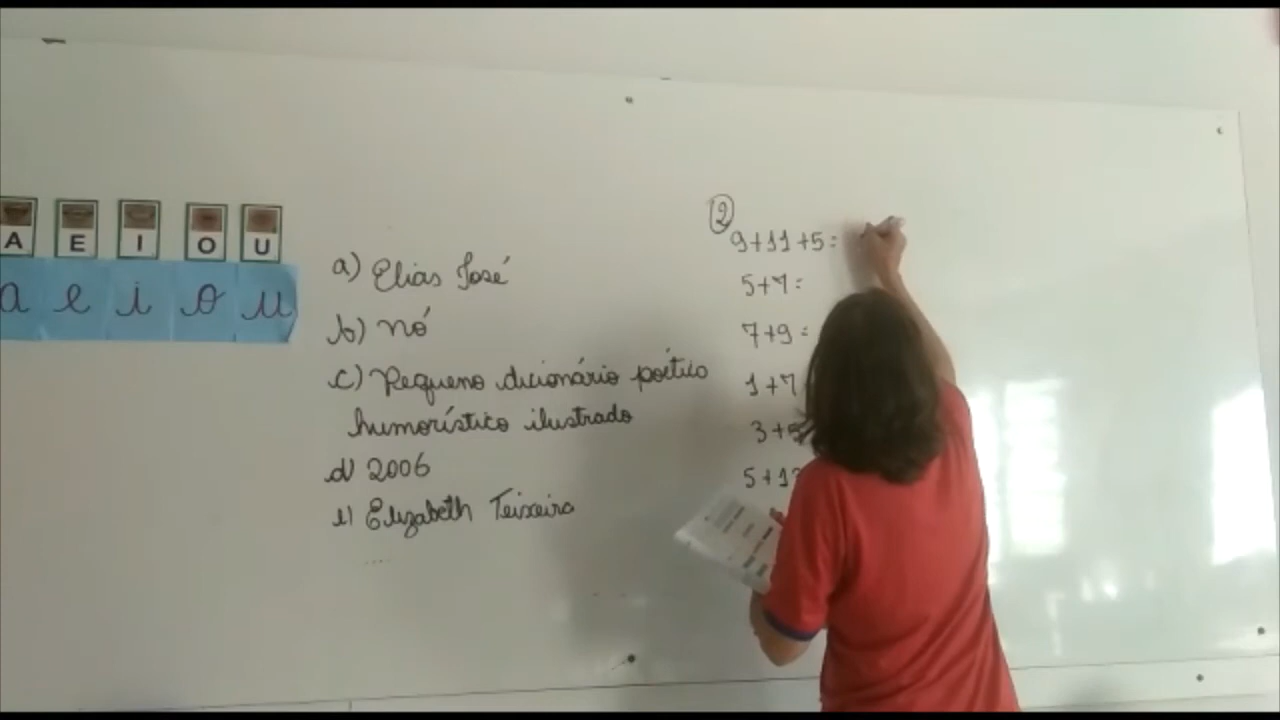 A E I O U
a e i o u
a) Elias José
b) nó
c) Pequeno dicionário poético
humorístico ilustrado
d) 2006
e) Elizabeth Teixeira
2
9+11+5=
5+7=
7+9=
1+7
3+5
5+13